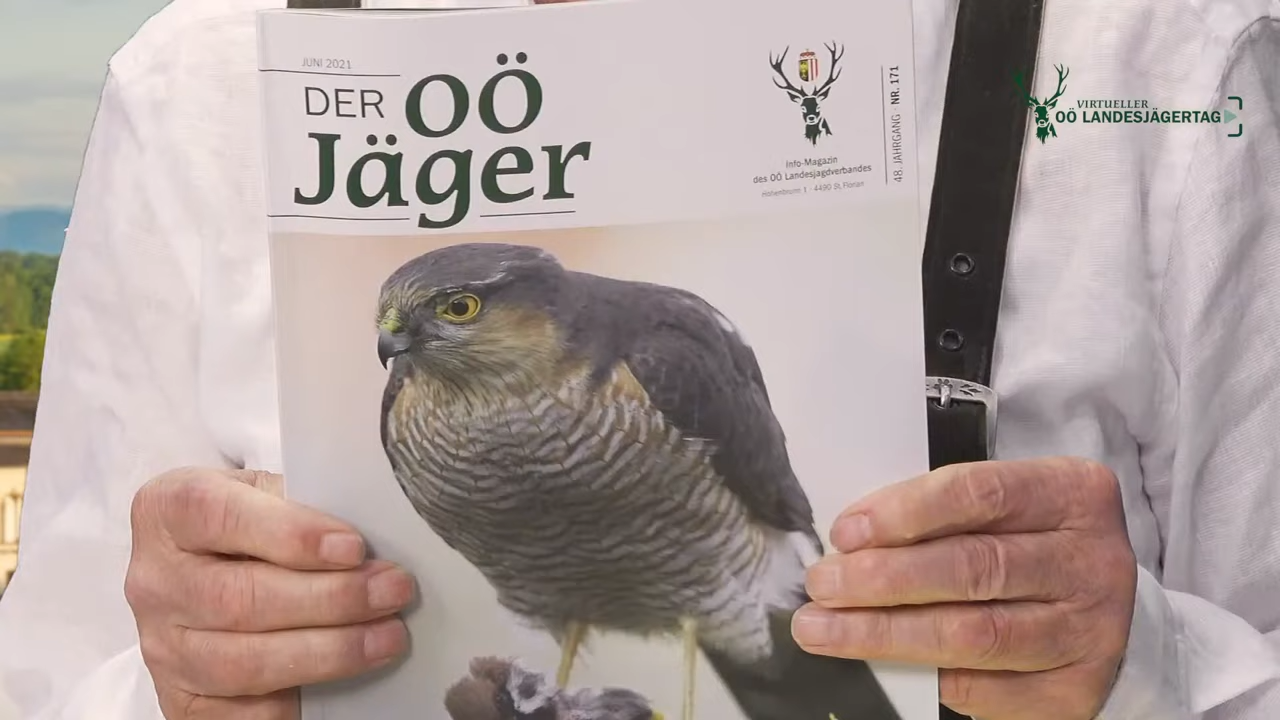 JUNI 2021
DER OÖ
Jäger
Info-Magazin
des OÖ Landesjagdverbandes
Hohenbrunn 1 · 4490 St. Florian
48. JAHRGANG · NR. 171
VIRTUELLER
OÖ LANDESJÄGERTAG